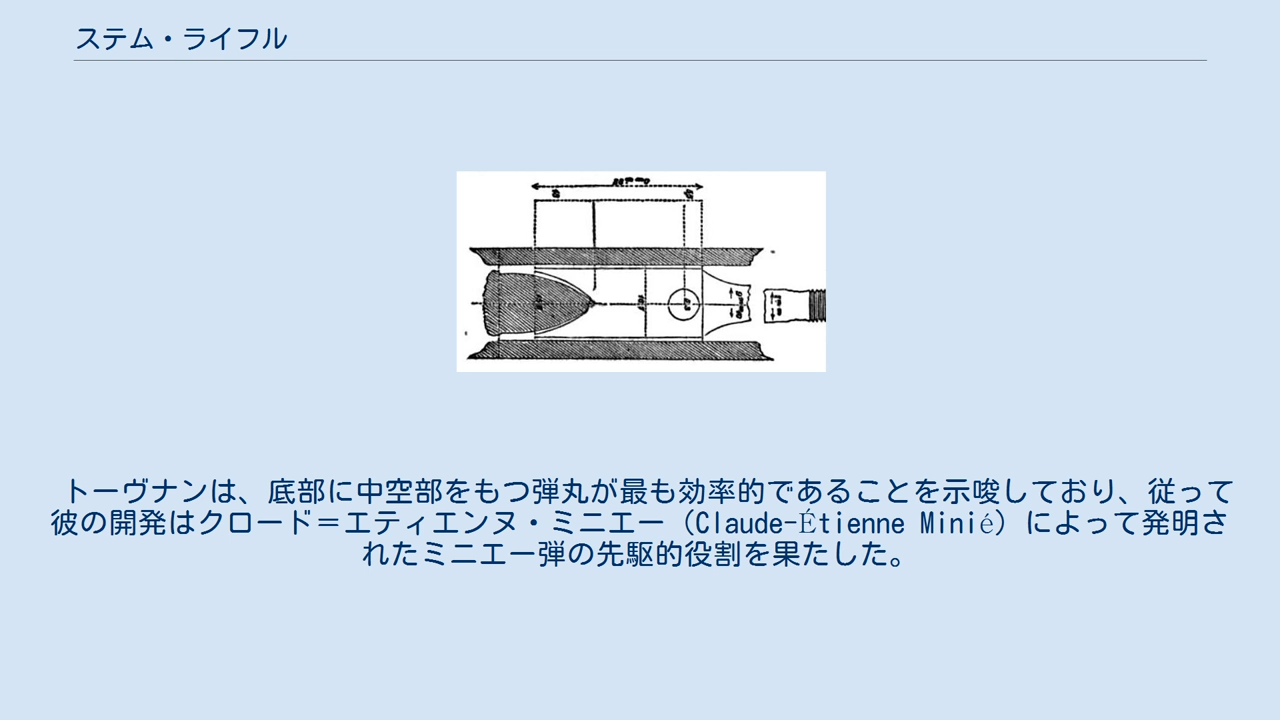 ステム・ライフル
トーヴナンは、底部に中空部をもつ弾丸が最も効率的であることを示唆しており、従って
彼の開発はクロード＝エティエンヌ・ミニエー（Claude-Étienne Minié）によって発明さ
れたミニエー弾の先駆的役割を果たした。